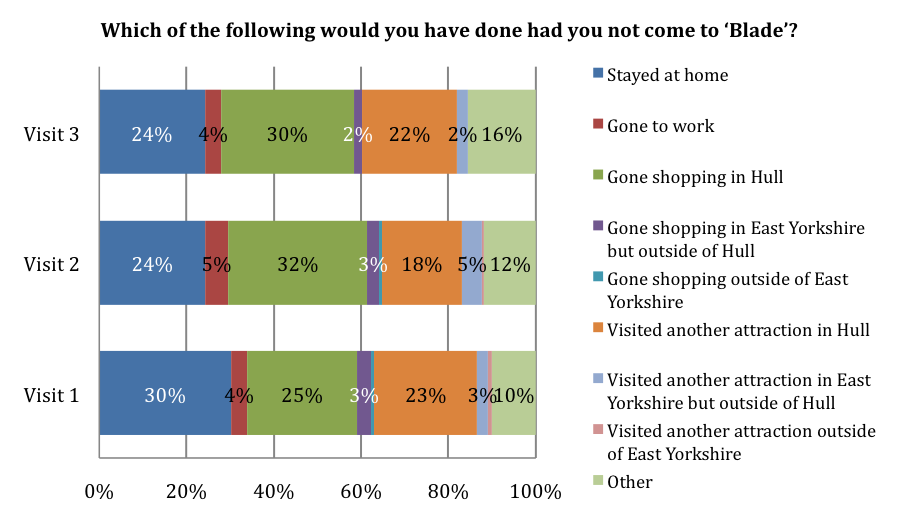 Which of the following would you have done had you not come to ‘Blade’?
Visit 3
24%
4%
30%
2%
22%
2%
16%
Visit 2
24%
5%
32%
3%
18%
5%
12%
Visit 1
30%
4%
25%
3%
23%
3%
10%
0%
20%
40%
60%
80%
100%
Stayed at home
Gone to work
Gone shopping in Hull
Gone shopping in East Yorkshire
but outside of Hull
Gone shopping outside of East
Yorkshire
Visited another attraction in Hull
Visited another attraction in East
Yorkshire but outside of Hull
Visited another attraction outside
of East Yorkshire
Other